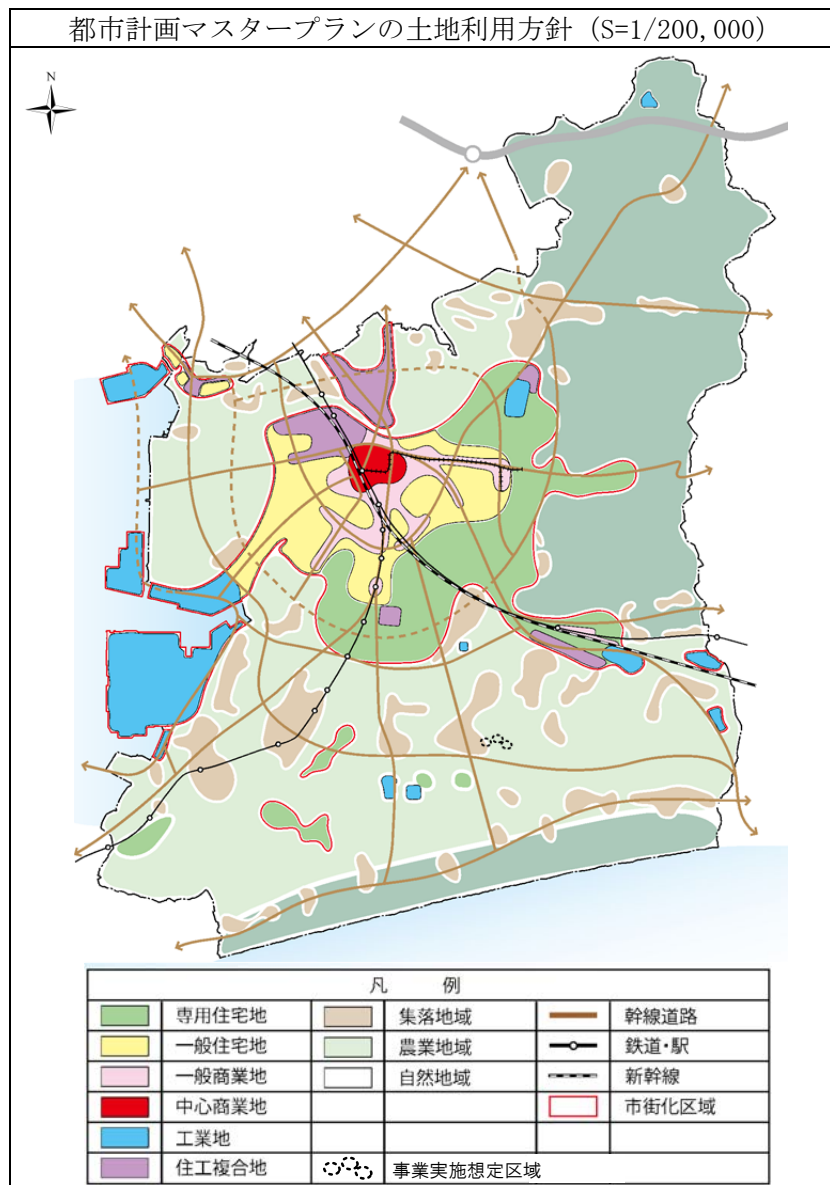 都市計画マスタープランの土地利用方針（S=1/200,000）
N
凡 例
専用住宅地 集落地域 幹線道路
一般住宅地 農業地域 鉄道・駅
一般商業地 自然地域 新幹線
中心商業地 市街化区域
工業地
住工複合地 事業実施想定区域